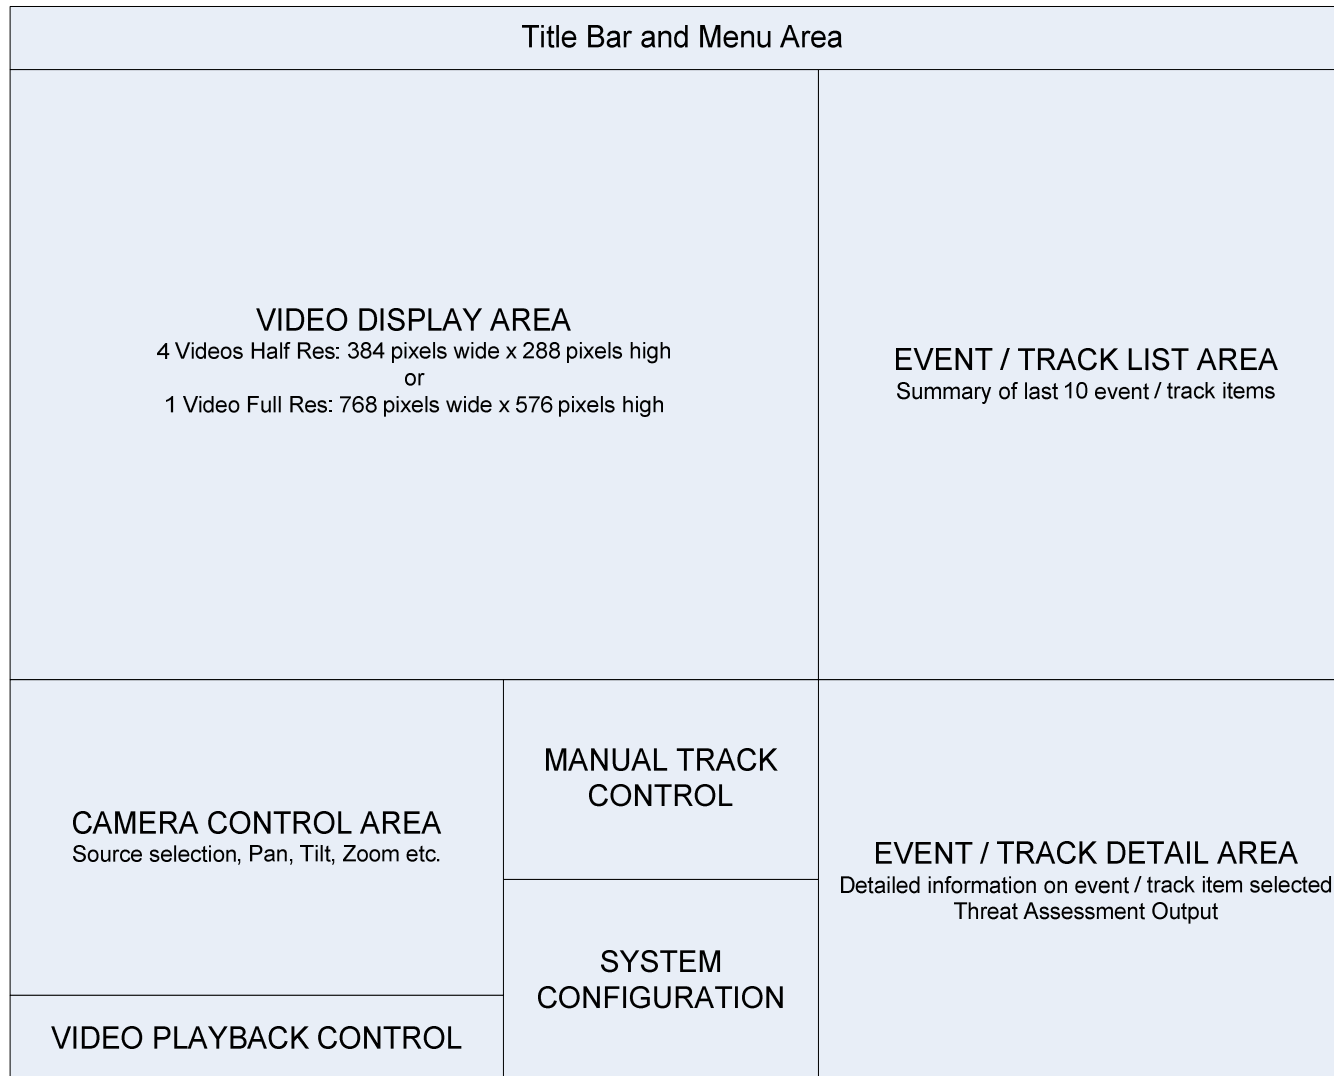 Title Bar and Menu Area
VIDEO DISPLAY AREA
4 Videos Half Res: 384 pixels wide x 288 pixels high
or
1 Video Full Res: 768 pixels wide x 576 pixels high
EVENT / TRACK LIST AREA
Summary of last 10 event / track items
CAMERA CONTROL AREA
Source selection, Pan, Tilt, Zoom etc.
MANUAL TRACK
CONTROL
EVENT / TRACK DETAIL AREA
Detailed information on event / track item selected
Threat Assessment Output
SYSTEM
CONFIGURATION
VIDEO PLAYBACK CONTROL